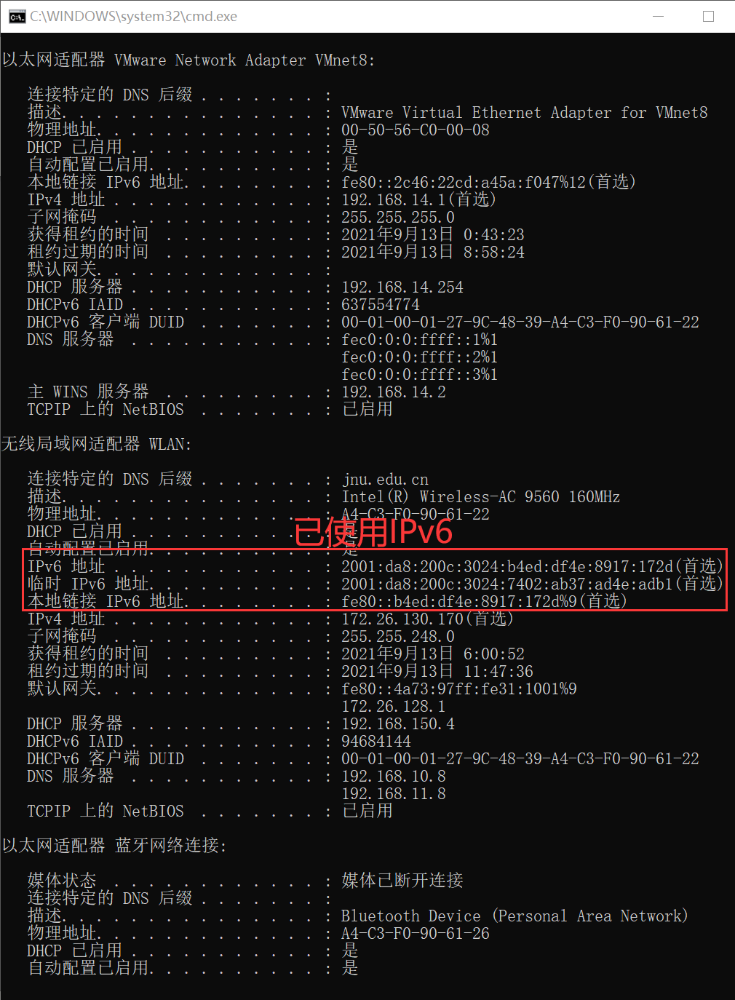 C:\WINDOWS\system32\cmd.exe
以太网适配器 VMware Network Adapter VMnet8:
连接特定的 DNS 后缀 . . . . . . . :
描述. . . . . . . . . . . . . . . : VMware Virtual Ethernet Adapter for VMnet8
物理地址. . . . . . . . . . . . . : 00-50-56-C0-00-08
DHCP 已启用 . . . . . . . . . . . : 是
自动配置已启用. . . . . . . . . . : 是
本地链接 IPv6 地址. . . . . . . . : fe80::2c46:22cd:a45a:f047%12(首选)
IPv4 地址 . . . . . . . . . . . . : 192.168.14.1(首选)
子网掩码  . . . . . . . . . . . . : 255.255.255.0
获得租约的时间  . . . . . . . . . : 2021年9月13日 0:43:23
租约过期的时间  . . . . . . . . . : 2021年9月13日 8:58:24
默认网关. . . . . . . . . . . . . :
DHCP 服务器 . . . . . . . . . . . : 192.168.14.254
DHCPv6 IAID . . . . . . . . . . . : 637554774
DHCPv6 客户端 DUID  . . . . . . . : 00-01-00-01-27-9C-48-39-A4-C3-F0-90-61-22
DNS 服务器  . . . . . . . . . . . : fec0:0:0:ffff::1%1
fec0:0:0:ffff::2%1
fec0:0:0:ffff::3%1
主 WINS 服务器  . . . . . . . . . : 192.168.14.2
TCPIP 上的 NetBIOS  . . . . . . . : 已启用
无线局域网适配器 WLAN:
连接特定的 DNS 后缀 . . . . . . . : jnu.edu.cn
描述. . . . . . . . . . . . . . . : Intel(R) Wireless-AC 9560 160MHz
物理地址. . . . . . . . . . . . . : A4-C3-F0-90-61-22
DHCP 已启用 . . . . . . . . . . . : 是
已使用IPv6
自动配置已启用. . . . . . . . . . : 是
IPv6 地址 . . . . . . . . . . . . : 2001:da8:200c:3024:b4ed:df4e:8917:172d(首选)
临时 IPv6 地址. . . . . . . . . . : 2001:da8:200c:3024:7402:ab37:ad4e:adb1(首选)
本地链接 IPv6 地址. . . . . . . . : fe80::b4ed:df4e:8917:172d%9(首选)
IPv4 地址 . . . . . . . . . . . . : 172.26.130.170(首选)
子网掩码  . . . . . . . . . . . . : 255.255.248.0
获得租约的时间  . . . . . . . . . : 2021年9月13日 6:00:52
租约过期的时间  . . . . . . . . . : 2021年9月13日 11:47:36
默认网关. . . . . . . . . . . . . : fe80::4a73:97ff:fe31:1001%9
172.26.128.1
DHCP 服务器 . . . . . . . . . . . : 192.168.150.4
DHCPv6 IAID . . . . . . . . . . . : 94684144
DHCPv6 客户端 DUID  . . . . . . . : 00-01-00-01-27-9C-48-39-A4-C3-F0-90-61-22
DNS 服务器  . . . . . . . . . . . : 192.168.10.8
192.168.11.8
TCPIP 上的 NetBIOS  . . . . . . . : 已启用
以太网适配器 蓝牙网络连接:
媒体状态  . . . . . . . . . . . . : 媒体已断开连接
连接特定的 DNS 后缀 . . . . . . . :
描述. . . . . . . . . . . . . . . : Bluetooth Device (Personal Area Network)
物理地址. . . . . . . . . . . . . : A4-C3-F0-90-61-26
DHCP 已启用 . . . . . . . . . . . : 是
自动配置已启用. . . . . . . . . . : 是